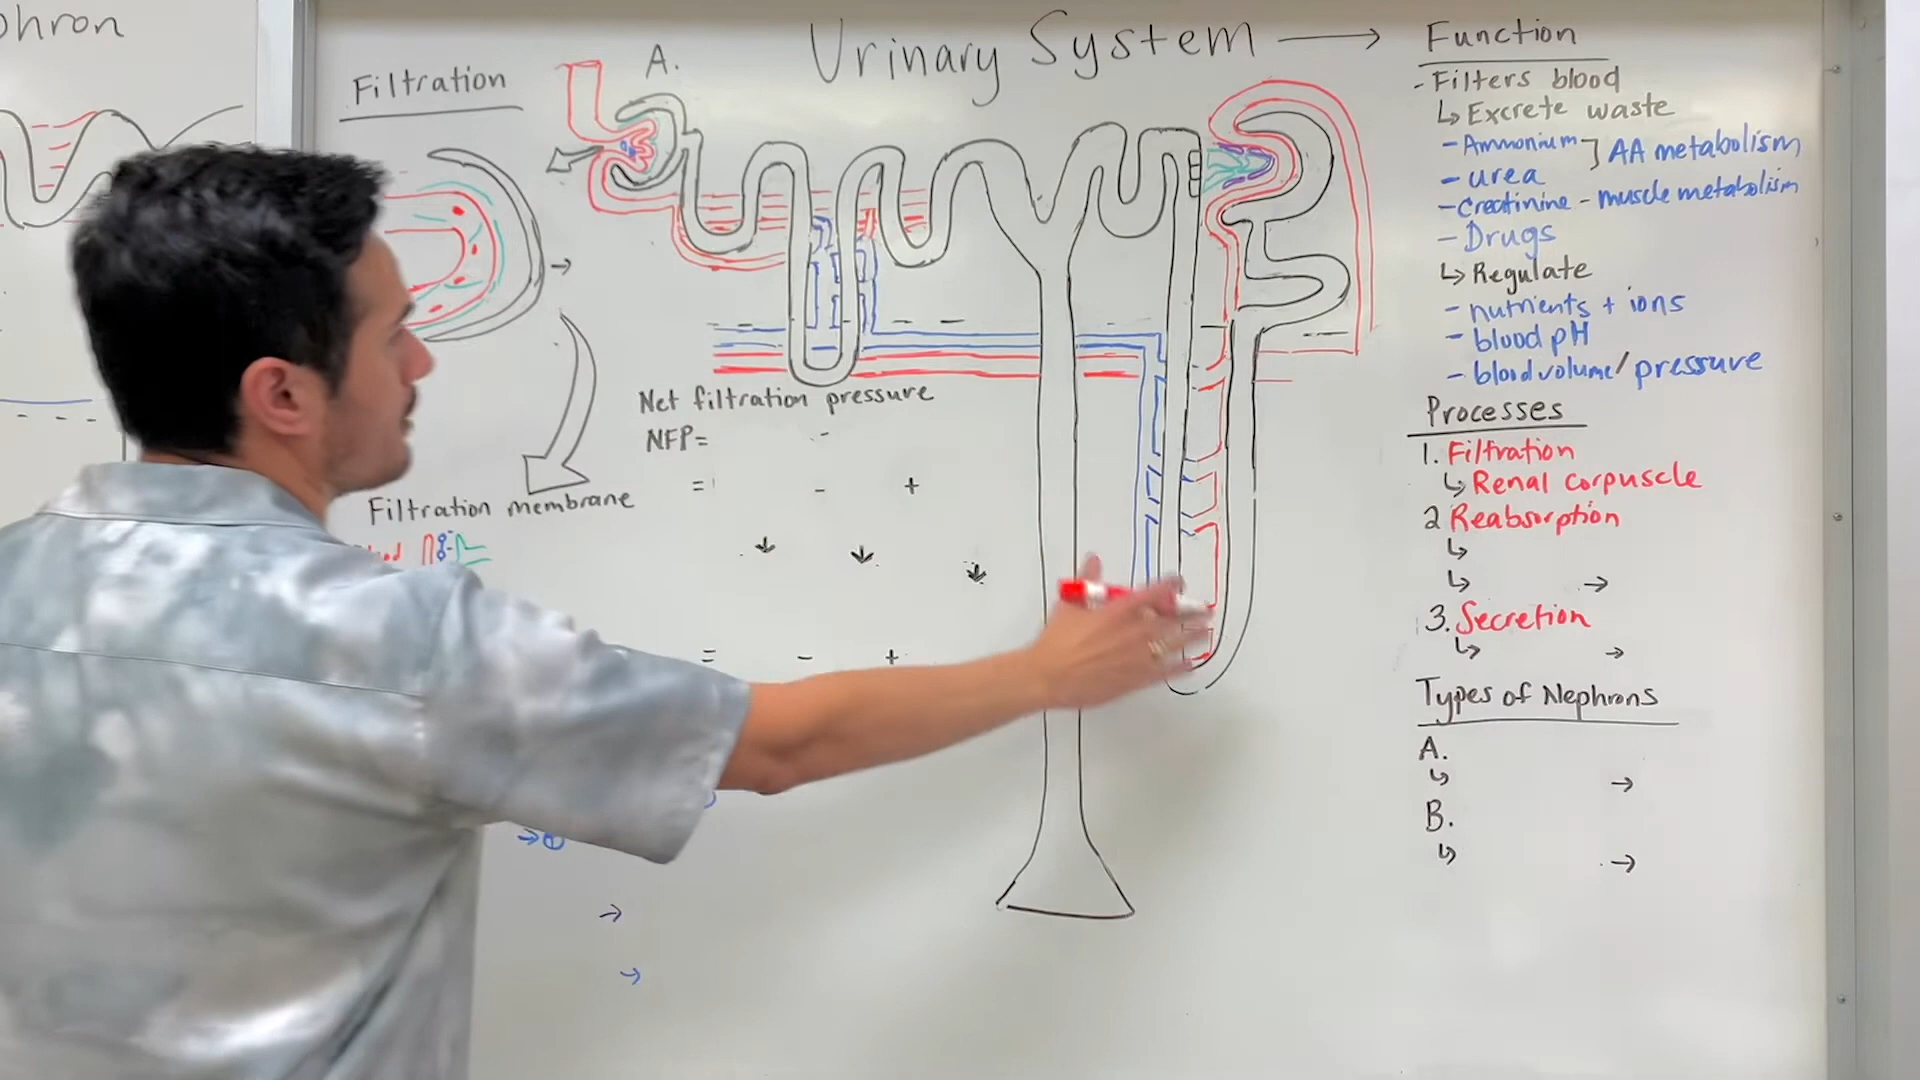 Urinary System →
Filtration
A.
Net filtration pressure
NFP= -
= - +
↓ ↓ ↓
= - +
Filtration membrane
Function
- Filters blood
↳ Excrete waste
- Ammonium ] AA metabolism
- urea
- Creatinine - muscle metabolism
- Drugs
↳ Regulate
- nutrients + ions
- blood pH
- blood volume/pressure
Processes
1. Filtration
↳ Renal corpuscle
2 Reabsorption
↳
↳ →
3. Secretion
↳ →
Types of Nephrons
A.
↳ →
B.
↳ →